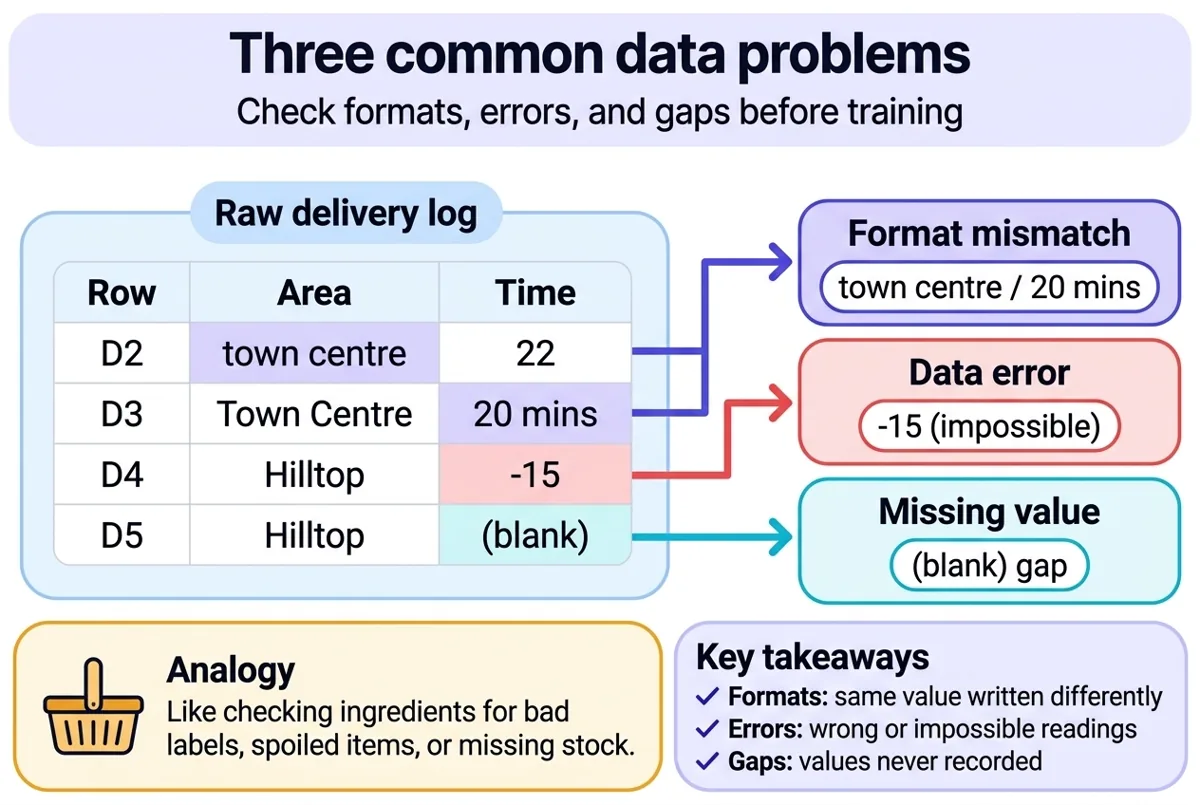 Three common data problems
Check formats, errors, and gaps before training
Raw delivery log
Row Area Time
D2 town centre 22
D3 Town Centre 20 mins
D4 Hilltop -15
D5 Hilltop (blank)
Format mismatch
town centre / 20 mins
Data error
-15 (impossible)
Missing value
(blank) gap
Analogy
Like checking ingredients for bad
labels, spoiled items, or missing stock.
Key takeaways
✓ Formats: same value written differently
✓ Errors: wrong or impossible readings
✓ Gaps: values never recorded